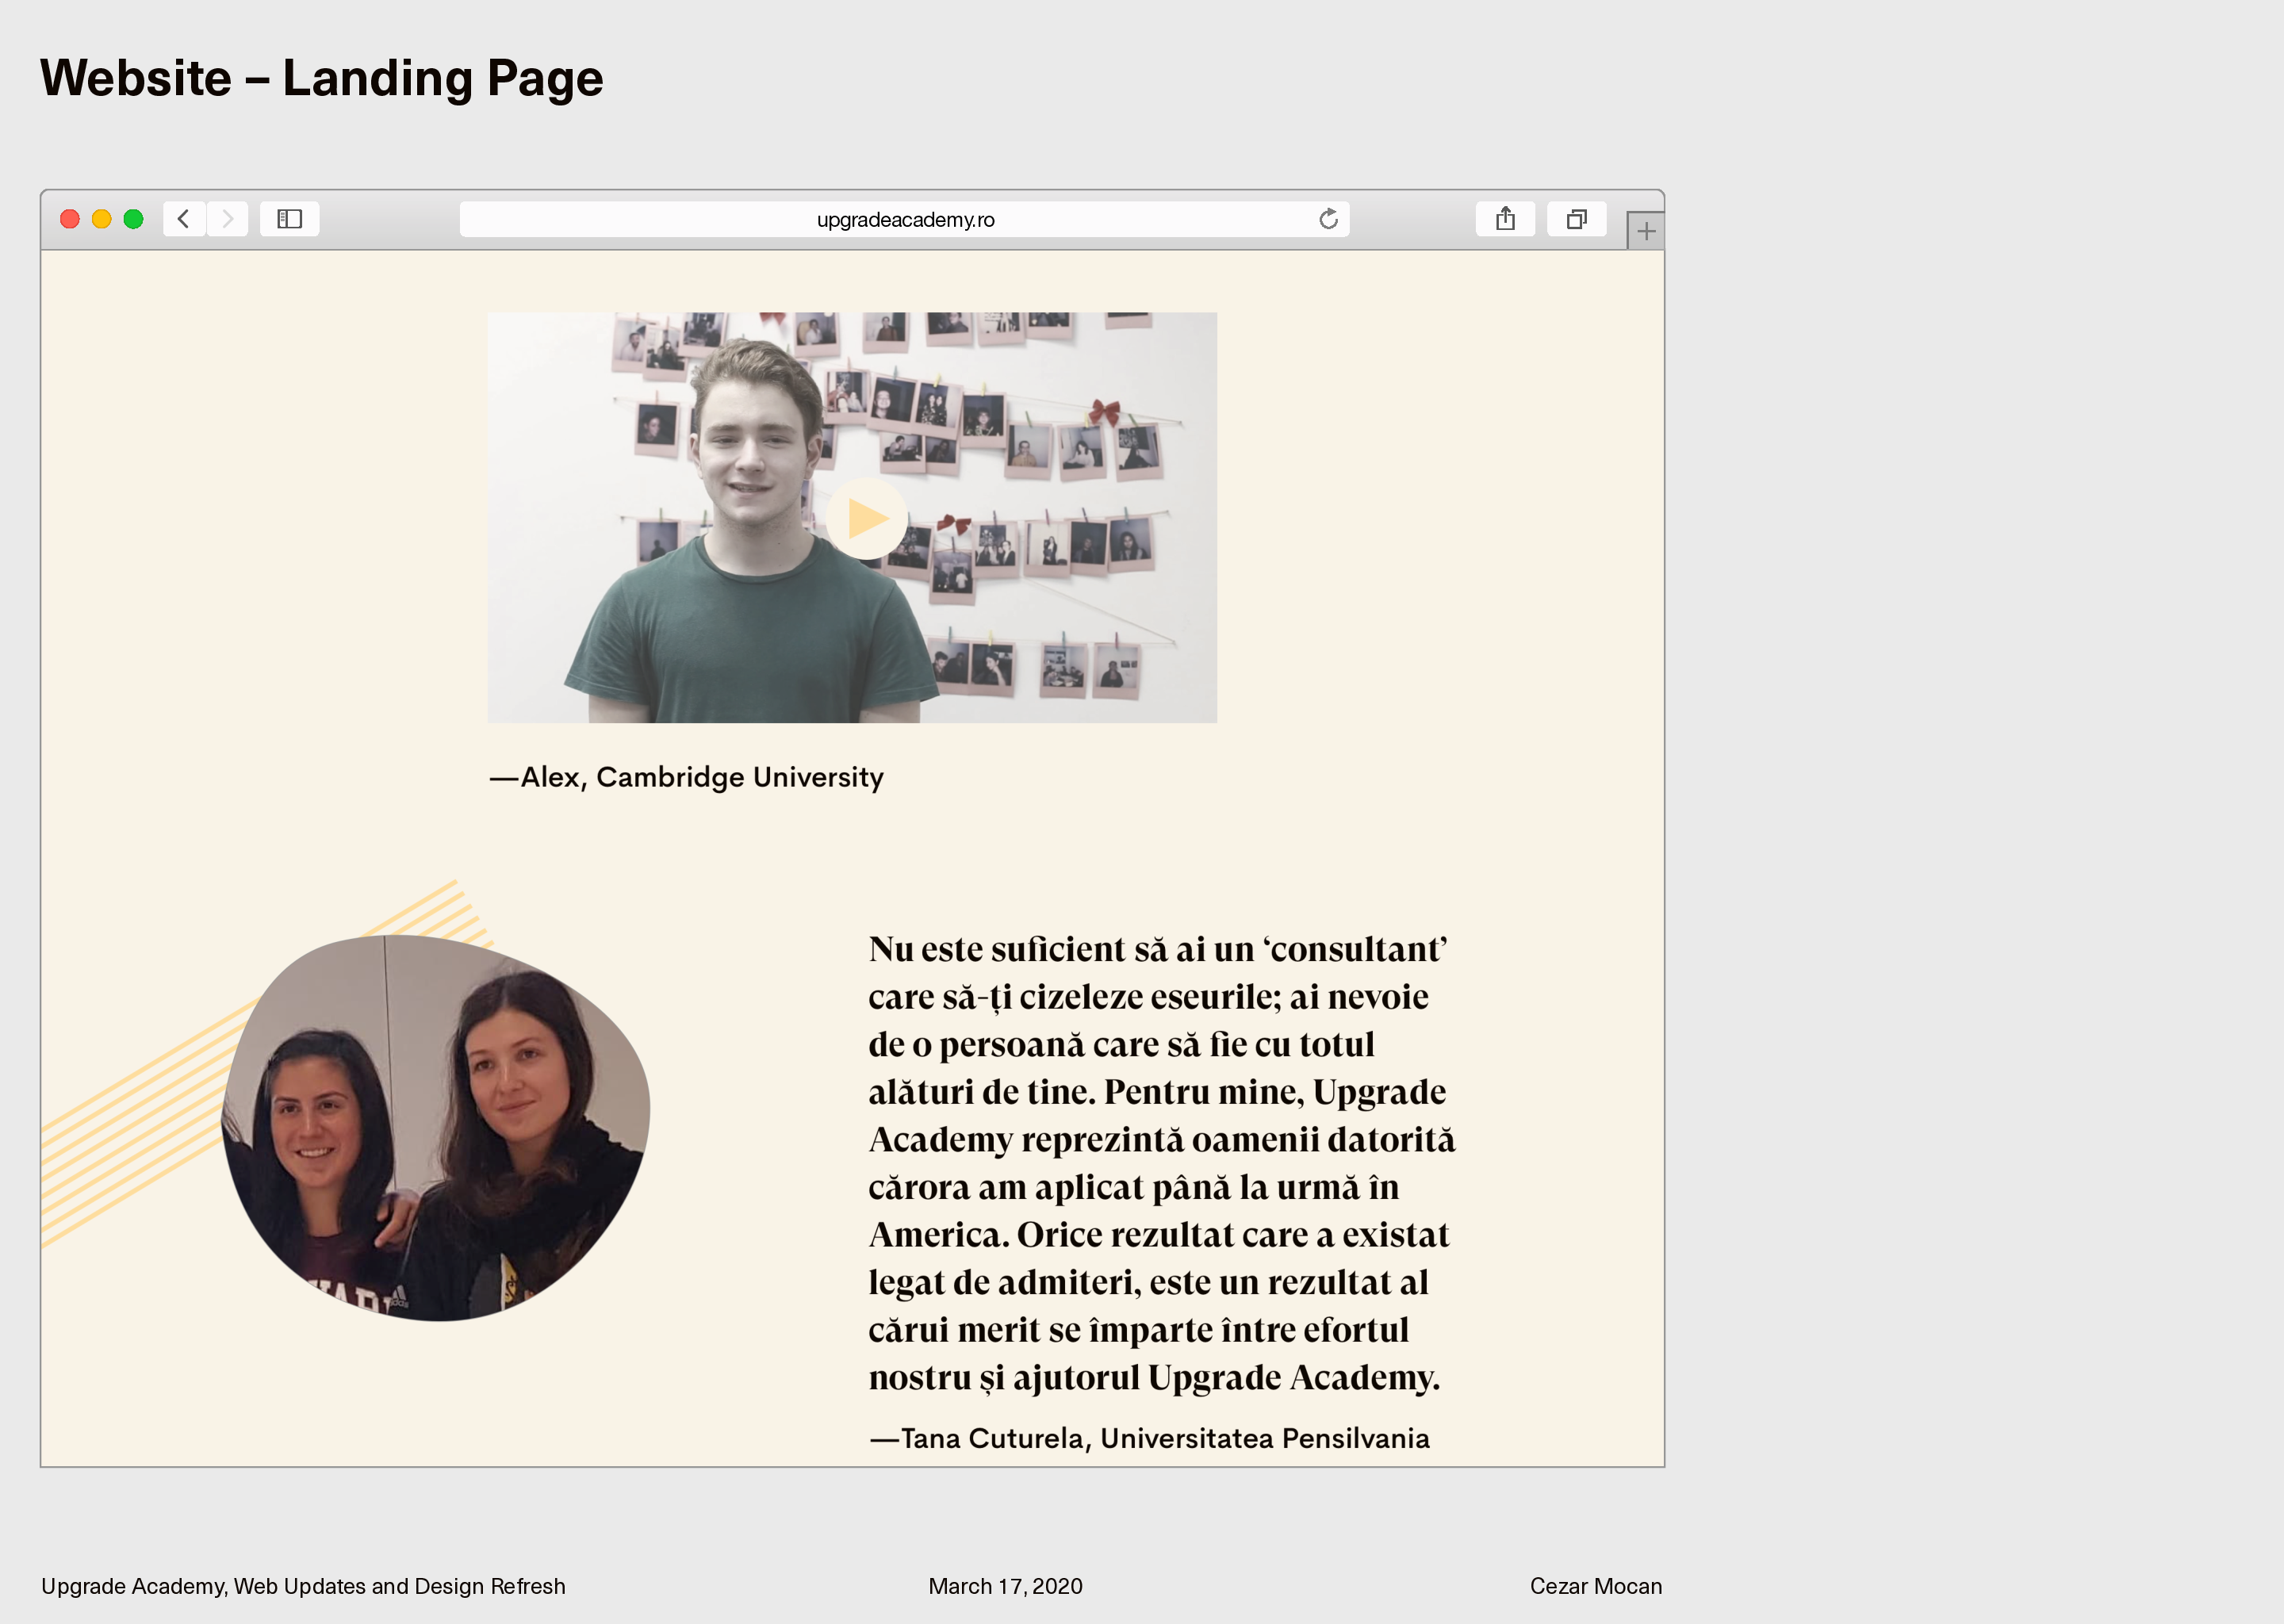 Website – Landing Page
upgradeacademy.ro
—Alex, Cambridge University
Nu este suficient să ai un ‘consultant’
care să-ți cizeleze eseurile; ai nevoie
de o persoană care să fie cu totul
alături de tine. Pentru mine, Upgrade
Academy reprezintă oamenii datorită
cărora am aplicat până la urmă în
America. Orice rezultat care a existat
legat de admiteri, este un rezultat al
cărui merit se împarte între efortul
nostru și ajutorul Upgrade Academy.
—Tana Cuturela, Universitatea Pensilvania
Upgrade Academy, Web Updates and Design Refresh
March 17, 2020
Cezar Mocan